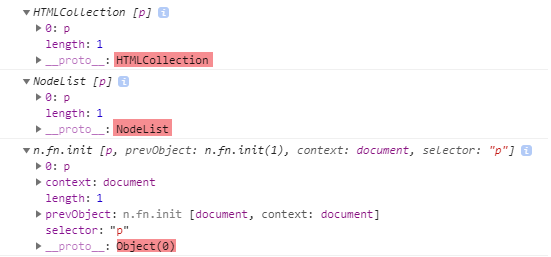 HTMLCollection [p] i
0: p
length: 1
__proto__: HTMLCollection
NodeList [p] i
0: p
length: 1
__proto__: NodeList
n.fn.init [p, prevObject: n.fn.init(1), context: document, selector: "p"] i
0: p
context: document
length: 1
prevObject: n.fn.init [document, context: document]
selector: "p"
__proto__: Object(0)